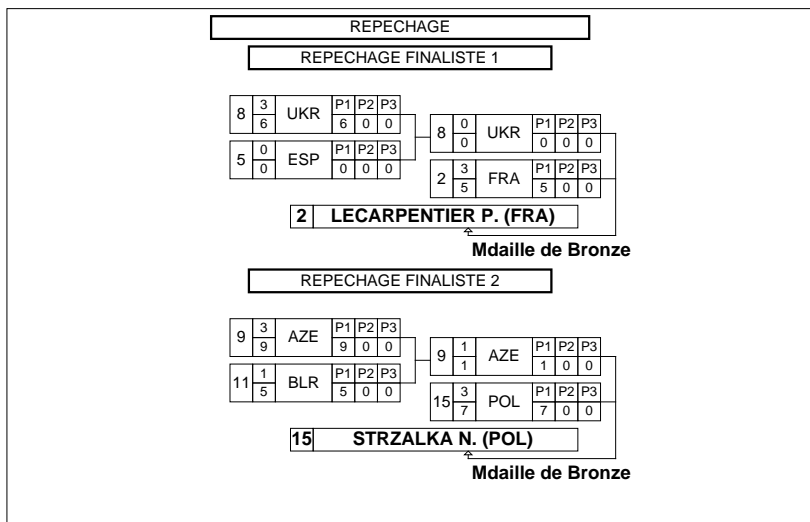 REPECHAGE
REPECHAGE FINALISTE 1
8 3 UKR P1 P2 P3
6 6 0 0
5 0 ESP P1 P2 P3
0 0 0 0
8 0 UKR P1 P2 P3
0 0 0 0
2 3 FRA P1 P2 P3
5 5 0 0
2 LECARPENTIER P. (FRA)
Mdaille de Bronze
REPECHAGE FINALISTE 2
9 3 AZE P1 P2 P3
9 9 0 0
11 1 BLR P1 P2 P3
5 5 0 0
9 1 AZE P1 P2 P3
1 1 0 0
15 3 POL P1 P2 P3
7 7 0 0
15 STRZALKA N. (POL)
Mdaille de Bronze